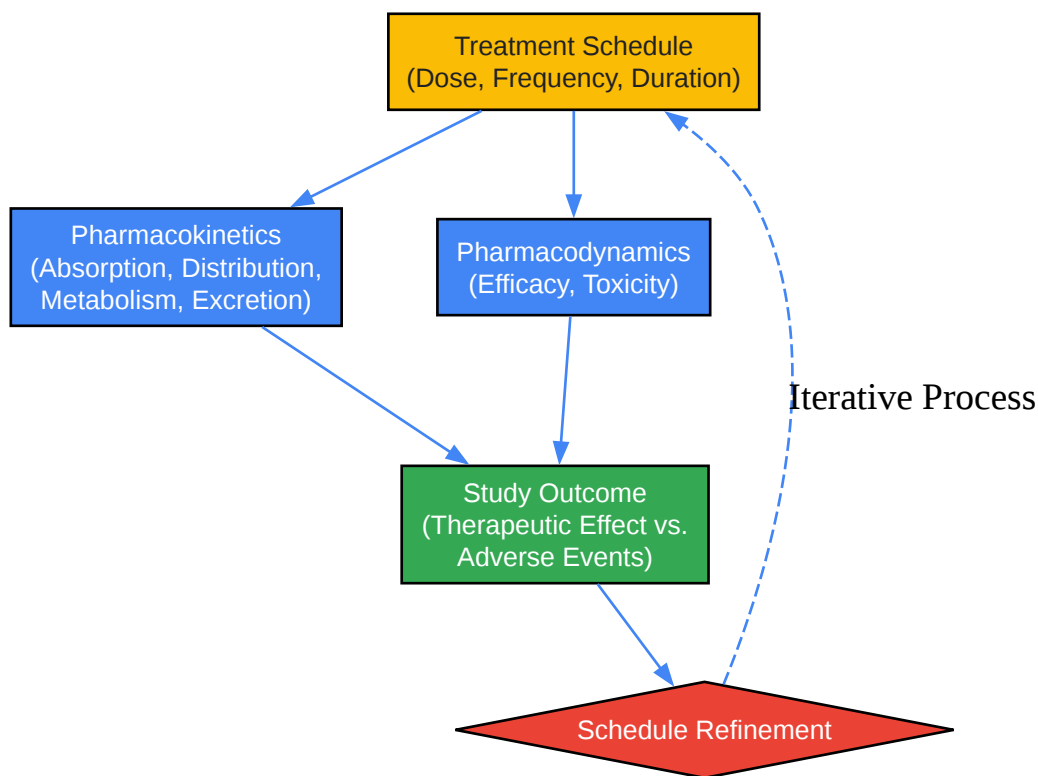 Treatment Schedule
(Dose, Frequency, Duration)
Pharmacokinetics
(Absorption, Distribution,
Metabolism, Excretion)
Pharmacodynamics
(Efficacy, Toxicity)
Iterative Process
Study Outcome
(Therapeutic Effect vs.
Adverse Events)
Schedule Refinement